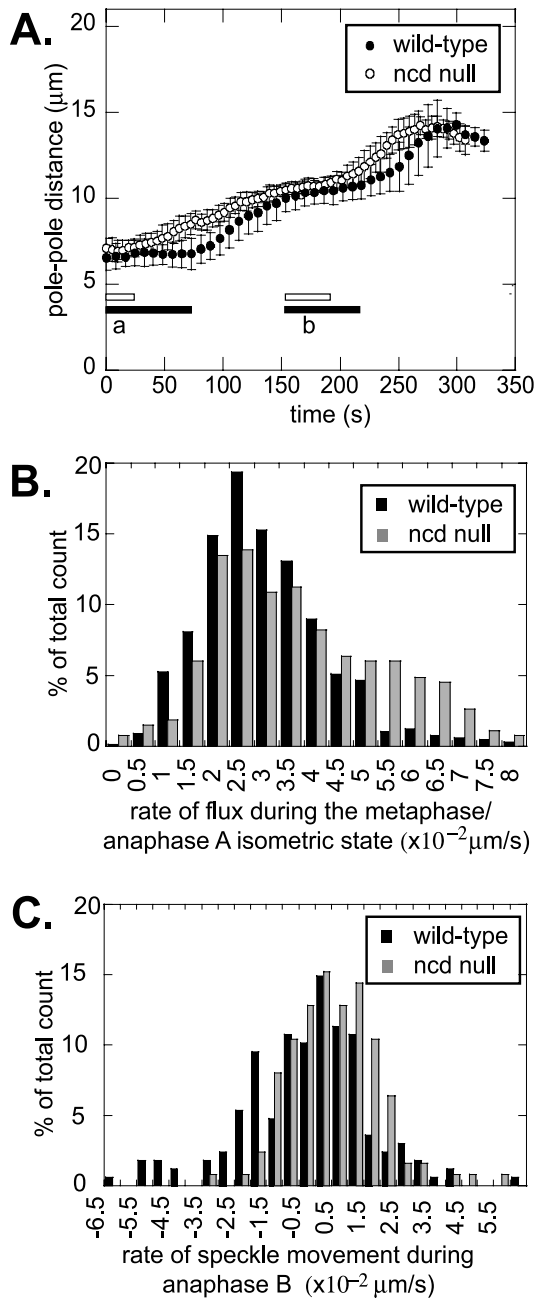 A.
wild-type
ncd null
pole-pole distance (μm)
20
15
10
5
0
a
b
0 50 100 150 200 250 300 350
time (s)
B.
wild-type
ncd null
% of total count
20
15
10
5
0
0 0.5 1 1.5 2 2.5 3 3.5 4 4.5 5 5.5 6 6.5 7 7.5 8
rate of flux during the metaphase/
anaphase A isometric state (x10⁻²μm/s)
C.
wild-type
ncd null
% of total count
20
15
10
5
0
-6.5 -5.5 -4.5 -3.5 -2.5 -1.5 -0.5 0.5 1.5 2.5 3.5 4.5 5.5
rate of speckle movement during
anaphase B (x10⁻² μm/s)